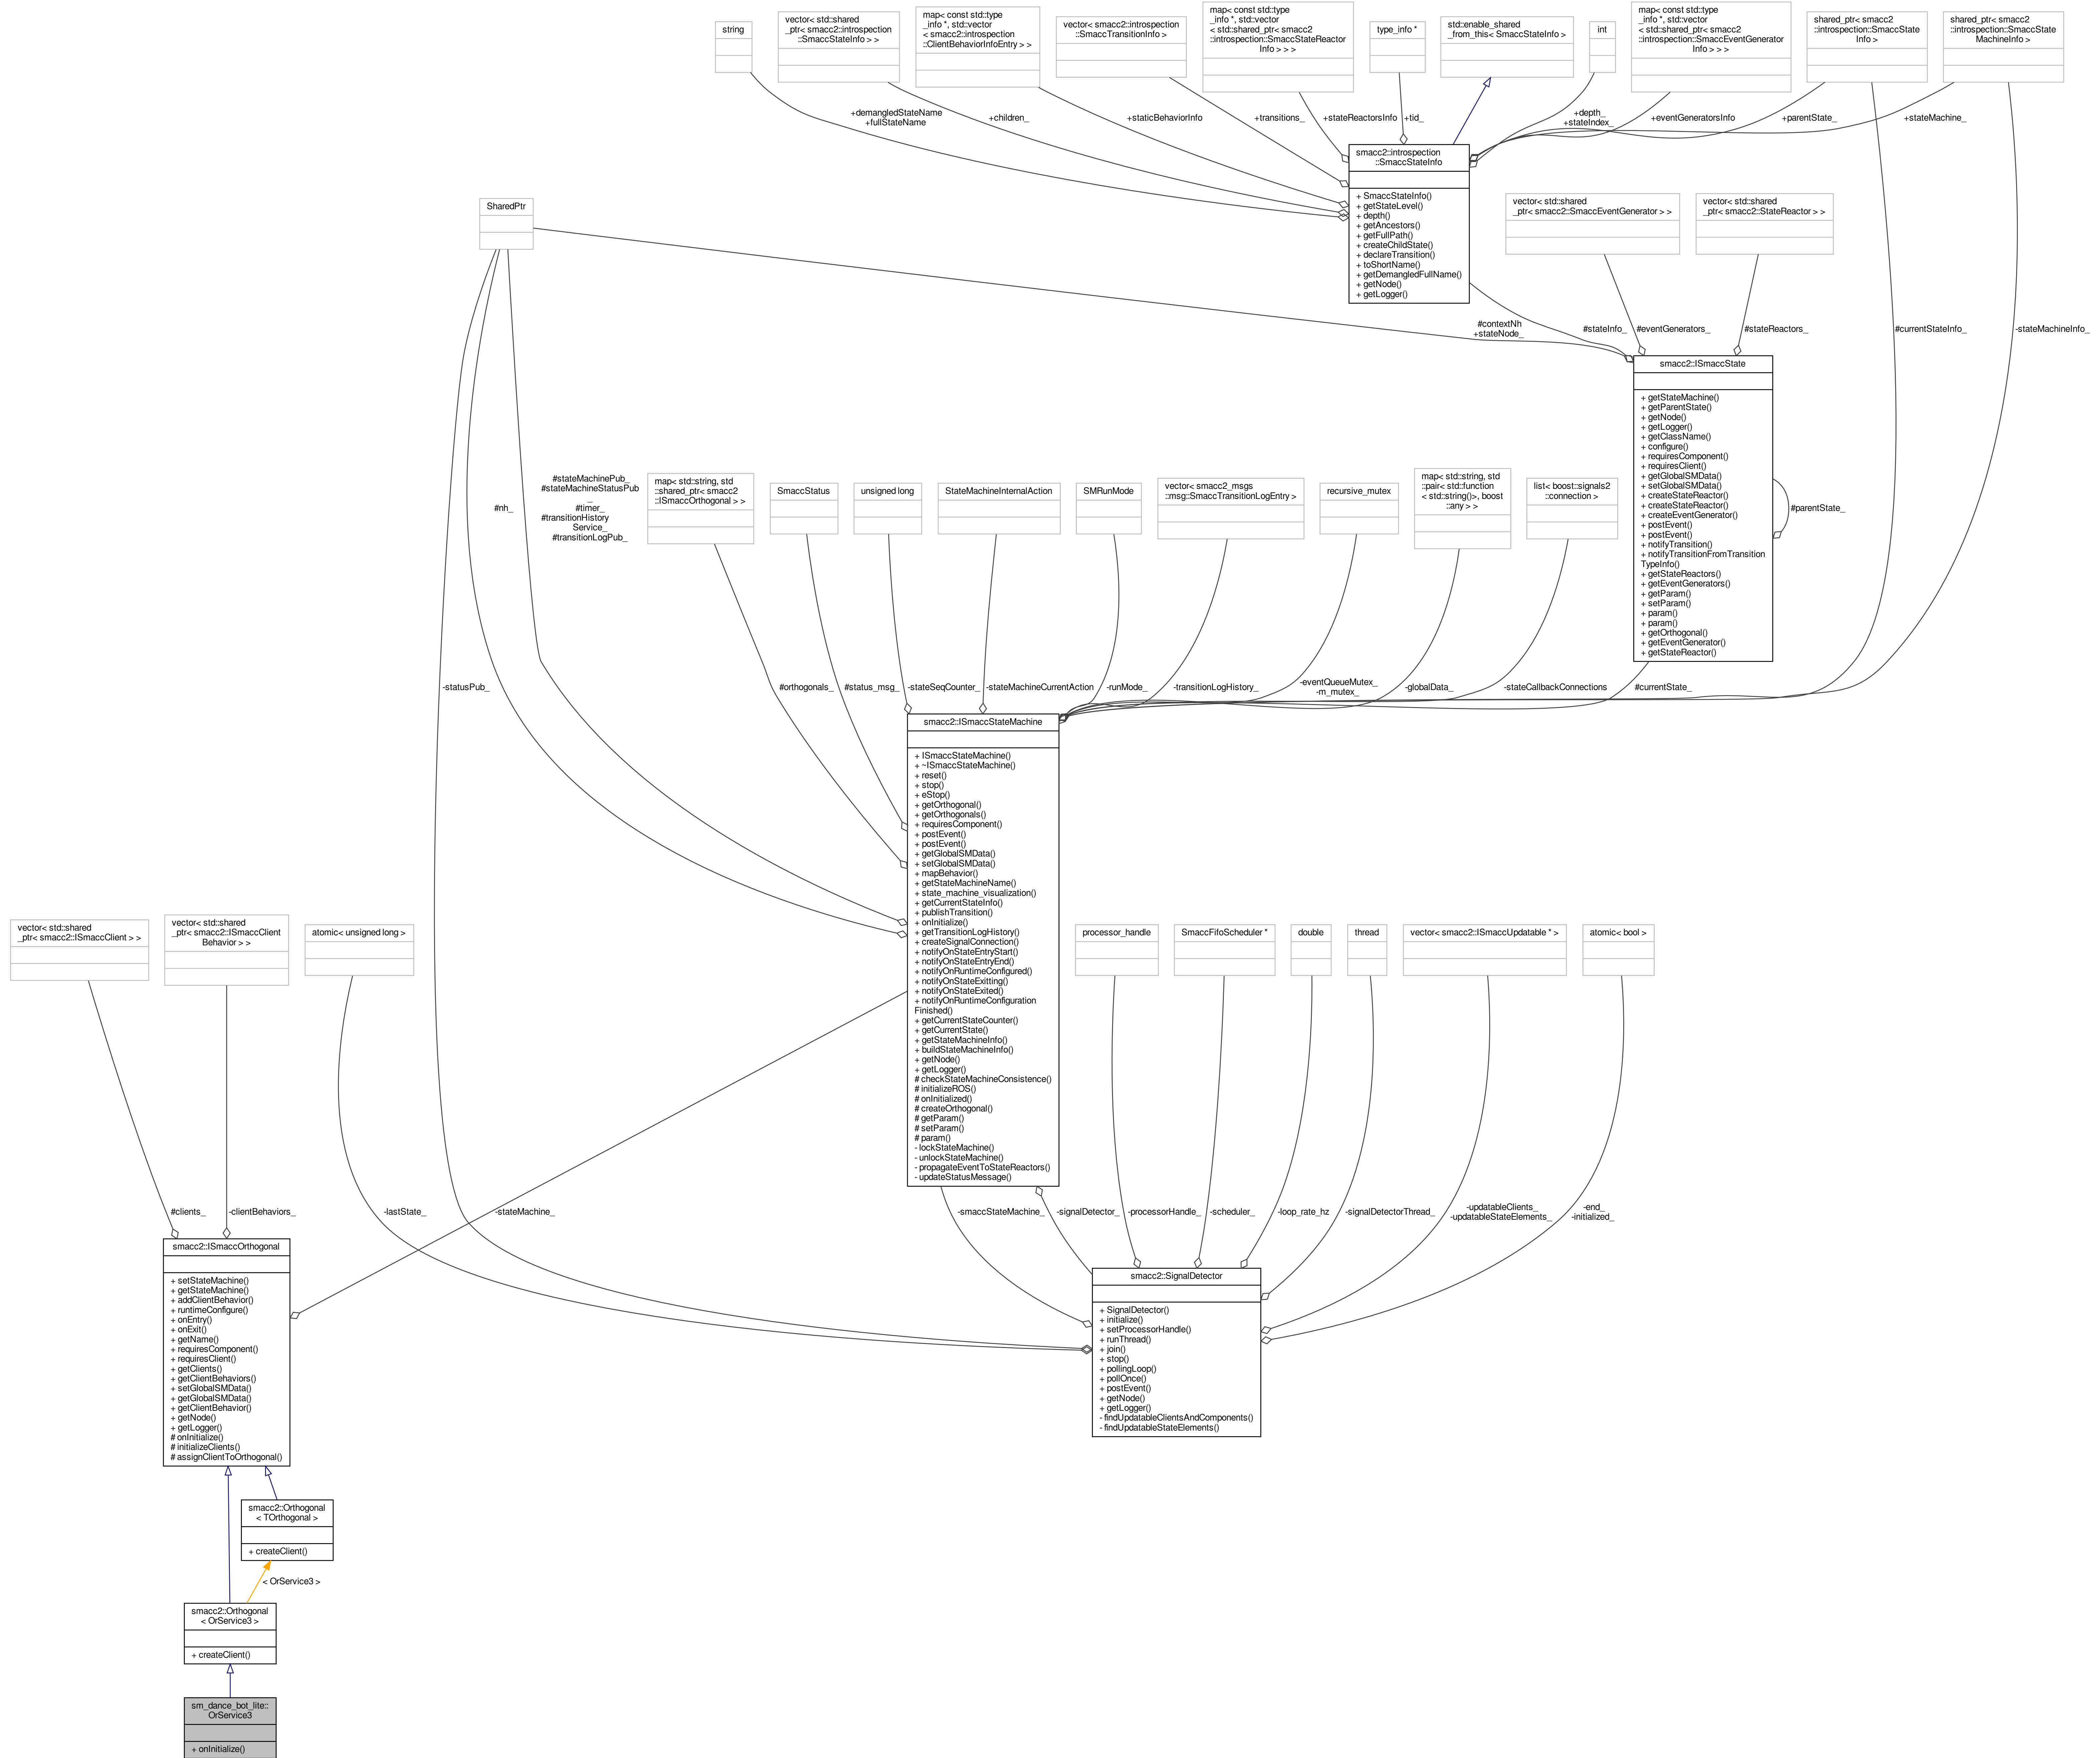 string
vector< std::shared
_ptr< smacc2::introspection
::SmaccStateInfo > >
map< const std::type
_info *, std::vector
< smacc2::introspection
::ClientBehaviorInfoEntry > >
vector< smacc2::introspection
::SmaccTransitionInfo >
map< const std::type
_info *, std::vector
< std::shared_ptr< smacc2
::introspection::SmaccStateReactor
Info > > >
type_info *
std::enable_shared
_from_this< SmaccStateInfo >
int
map< const std::type
_info *, std::vector
< std::shared_ptr< smacc2
::introspection::SmaccEventGenerator
Info > > >
shared_ptr< smacc2
::introspection::SmaccState
Info >
shared_ptr< smacc2
::introspection::SmaccState
MachineInfo >
+demangledStateName
+fullStateName
+children_
+staticBehaviorInfo
+transitions_
+stateReactorsInfo
+tid_
+depth_
+stateIndex_
+eventGeneratorsInfo
+parentState_
+stateMachine_
smacc2::introspection
::SmaccStateInfo
+ SmaccStateInfo()
+ getStateLevel()
+ depth()
+ getAncestors()
+ getFullPath()
+ createChildState()
+ declareTransition()
+ toShortName()
+ getDemangledFullName()
+ getNode()
+ getLogger()
SharedPtr
vector< std::shared
_ptr< smacc2::SmaccEventGenerator > >
vector< std::shared
_ptr< smacc2::StateReactor > >
#contextNh
+stateNode_
#stateInfo_
#eventGenerators_
#stateReactors_
#currentStateInfo_
-stateMachineInfo_
smacc2::ISmaccState
+ getStateMachine()
+ getParentState()
+ getNode()
+ getLogger()
+ getClassName()
+ configure()
+ requiresComponent()
+ requiresClient()
+ getGlobalSMData()
+ setGlobalSMData()
+ createStateReactor()
+ createStateReactor()
+ createEventGenerator()
+ postEvent()
+ postEvent()
+ notifyTransition()
+ notifyTransitionFromTransition
TypeInfo()
+ getStateReactors()
+ getEventGenerators()
+ getParam()
+ setParam()
+ param()
+ param()
+ getOrthogonal()
+ getEventGenerator()
+ getStateReactor()
#parentState_
#nh_
#stateMachinePub_
#stateMachineStatusPub
_
#timer_
#transitionHistory
Service_
#transitionLogPub_
map< std::string, std
::shared_ptr< smacc2
::ISmaccOrthogonal > >
SmaccStatus
unsigned long
StateMachineInternalAction
SMRunMode
vector< smacc2_msgs
::msg::SmaccTransitionLogEntry >
recursive_mutex
map< std::string, std
::pair< std::function
< std::string()>, boost
::any > >
list< boost::signals2
::connection >
-statusPub_
#orthogonals_
#status_msg_
-stateSeqCounter_
-stateMachineCurrentAction
-runMode_
-transitionLogHistory_
-eventQueueMutex_
-m_mutex_
-globalData_
-stateCallbackConnections
#currentState_
smacc2::ISmaccStateMachine
+ ISmaccStateMachine()
+ ~ISmaccStateMachine()
+ reset()
+ stop()
+ eStop()
+ getOrthogonal()
+ getOrthogonals()
+ requiresComponent()
+ postEvent()
+ postEvent()
+ getGlobalSMData()
+ setGlobalSMData()
+ mapBehavior()
+ getStateMachineName()
+ state_machine_visualization()
+ getCurrentStateInfo()
+ publishTransition()
+ onInitialize()
+ getTransitionLogHistory()
+ createSignalConnection()
+ notifyOnStateEntryStart()
+ notifyOnStateEntryEnd()
+ notifyOnRuntimeConfigured()
+ notifyOnStateExitting()
+ notifyOnStateExited()
+ notifyOnRuntimeConfiguration
Finished()
+ getCurrentStateCounter()
+ getCurrentState()
+ getStateMachineInfo()
+ buildStateMachineInfo()
+ getNode()
+ getLogger()
# checkStateMachineConsistence()
# initializeROS()
# onInitialized()
# createOrthogonal()
# getParam()
# setParam()
# param()
- lockStateMachine()
- unlockStateMachine()
- propagateEventToStateReactors()
- updateStatusMessage()
vector< std::shared
_ptr< smacc2::ISmaccClient > >
vector< std::shared
_ptr< smacc2::ISmaccClient
Behavior > >
atomic< unsigned long >
processor_handle
SmaccFifoScheduler *
double
thread
vector< smacc2::ISmaccUpdatable * >
atomic< bool >
#clients_
-clientBehaviors_
-lastState_
-stateMachine_
-smaccStateMachine_
-signalDetector_
-processorHandle_
-scheduler_
-loop_rate_hz
-signalDetectorThread_
-updatableClients_
-updatableStateElements_
-end_
-initialized_
smacc2::ISmaccOrthogonal
+ setStateMachine()
+ getStateMachine()
+ addClientBehavior()
+ runtimeConfigure()
+ onEntry()
+ onExit()
+ getName()
+ requiresComponent()
+ requiresClient()
+ getClients()
+ getClientBehaviors()
+ setGlobalSMData()
+ getGlobalSMData()
+ getClientBehavior()
+ getNode()
+ getLogger()
# onInitialize()
# initializeClients()
# assignClientToOrthogonal()
smacc2::SignalDetector
+ SignalDetector()
+ initialize()
+ setProcessorHandle()
+ runThread()
+ join()
+ stop()
+ pollingLoop()
+ pollOnce()
+ postEvent()
+ getNode()
+ getLogger()
- findUpdatableClientsAndComponents()
- findUpdatableStateElements()
smacc2::Orthogonal
< TOrthogonal >
+ createClient()
< OrService3 >
smacc2::Orthogonal
< OrService3 >
+ createClient()
sm_dance_bot_lite::
OrService3
+ onInitialize()